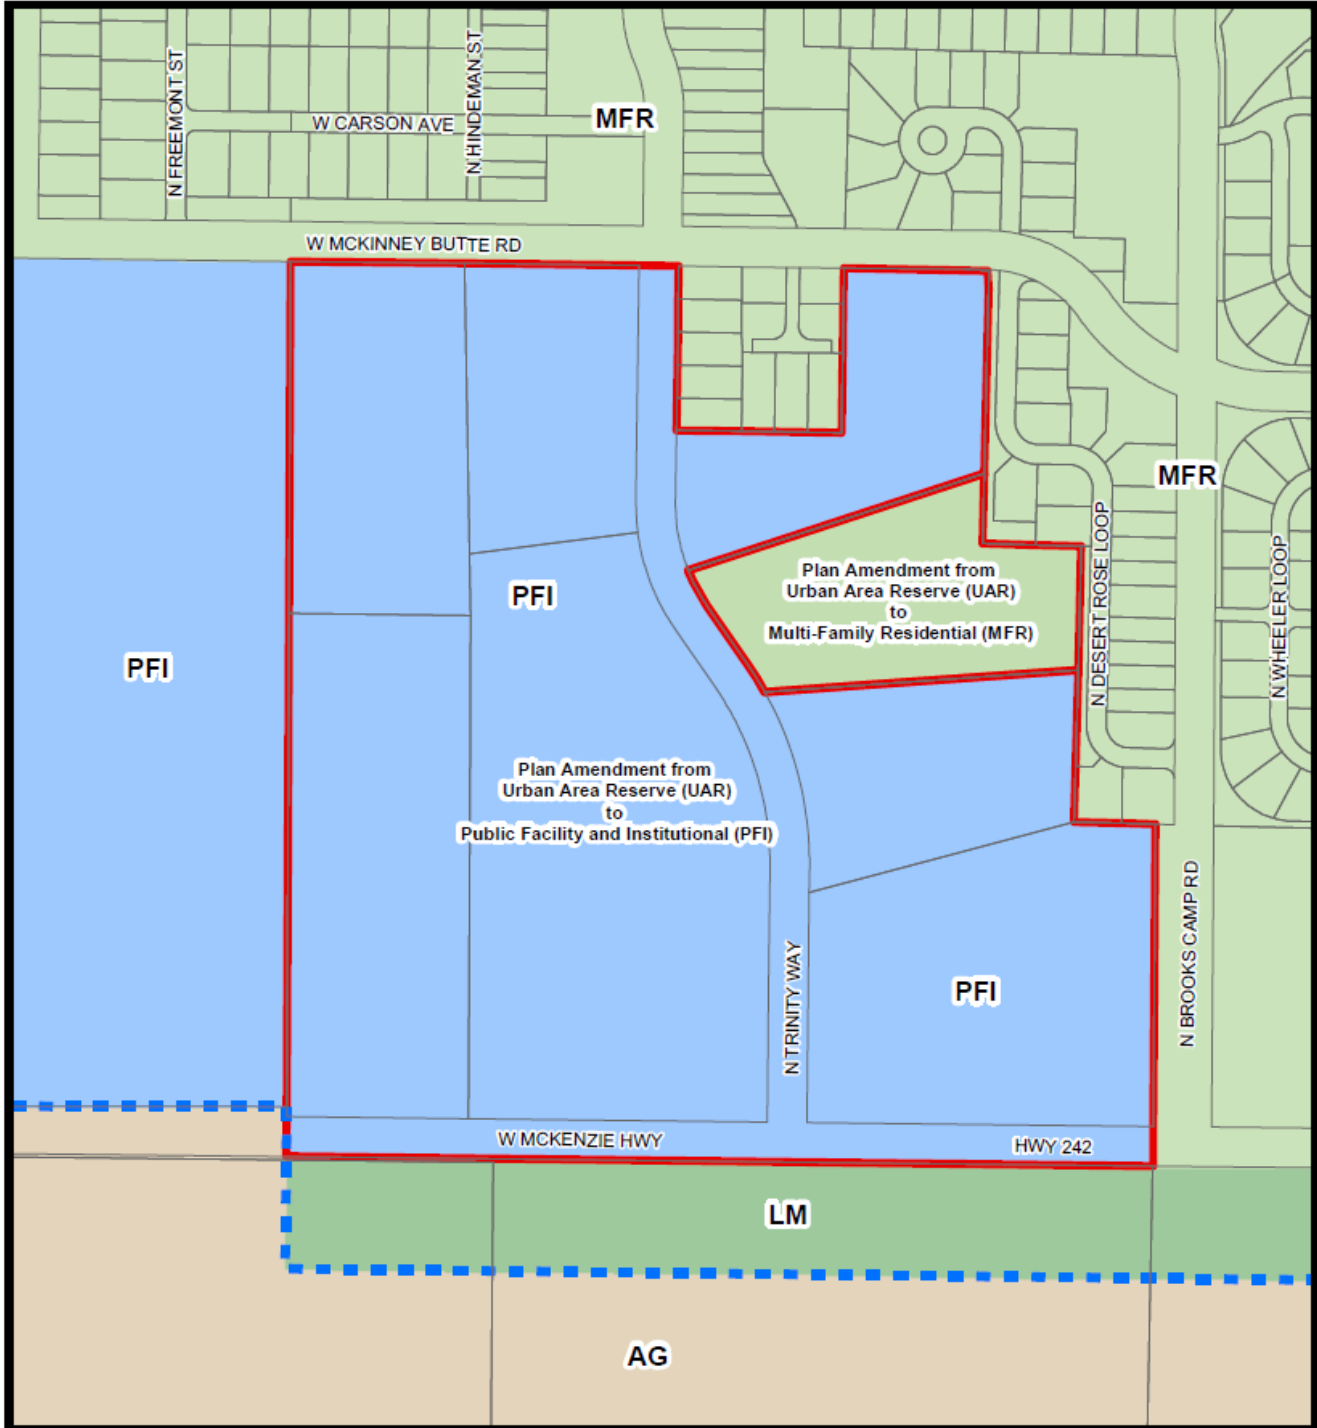 N FREEMONT ST
N HINDEMAN ST
W CARSON AVE
MFR
W MCKINNEY BUTTE RD
MFR
N DESERT ROSE LOOP
N WHEELER LOOP
Plan Amendment from
Urban Area Reserve (UAR)
to
Multi-Family Residential (MFR)
PFI
PFI
Plan Amendment from
Urban Area Reserve (UAR)
to
Public Facility and Institutional (PFI)
N TRINITY WAY
PFI
N BROOKS CAMP RD
W MCKENZIE HWY
HWY 242
LM
AG